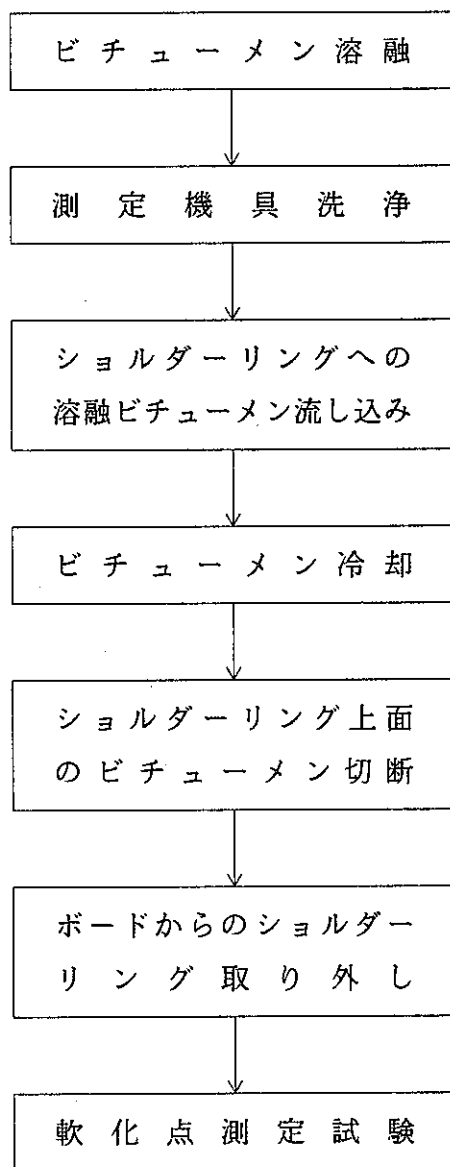 ビチューメン溶融
測定機具洗浄
ショルダーリングへの
溶融ビチューメン流し込み
ビチューメン冷却
ショルダーリング上面
のビチューメン切断
ボードからのショルダー
リング取り外し
軟化点測定試験